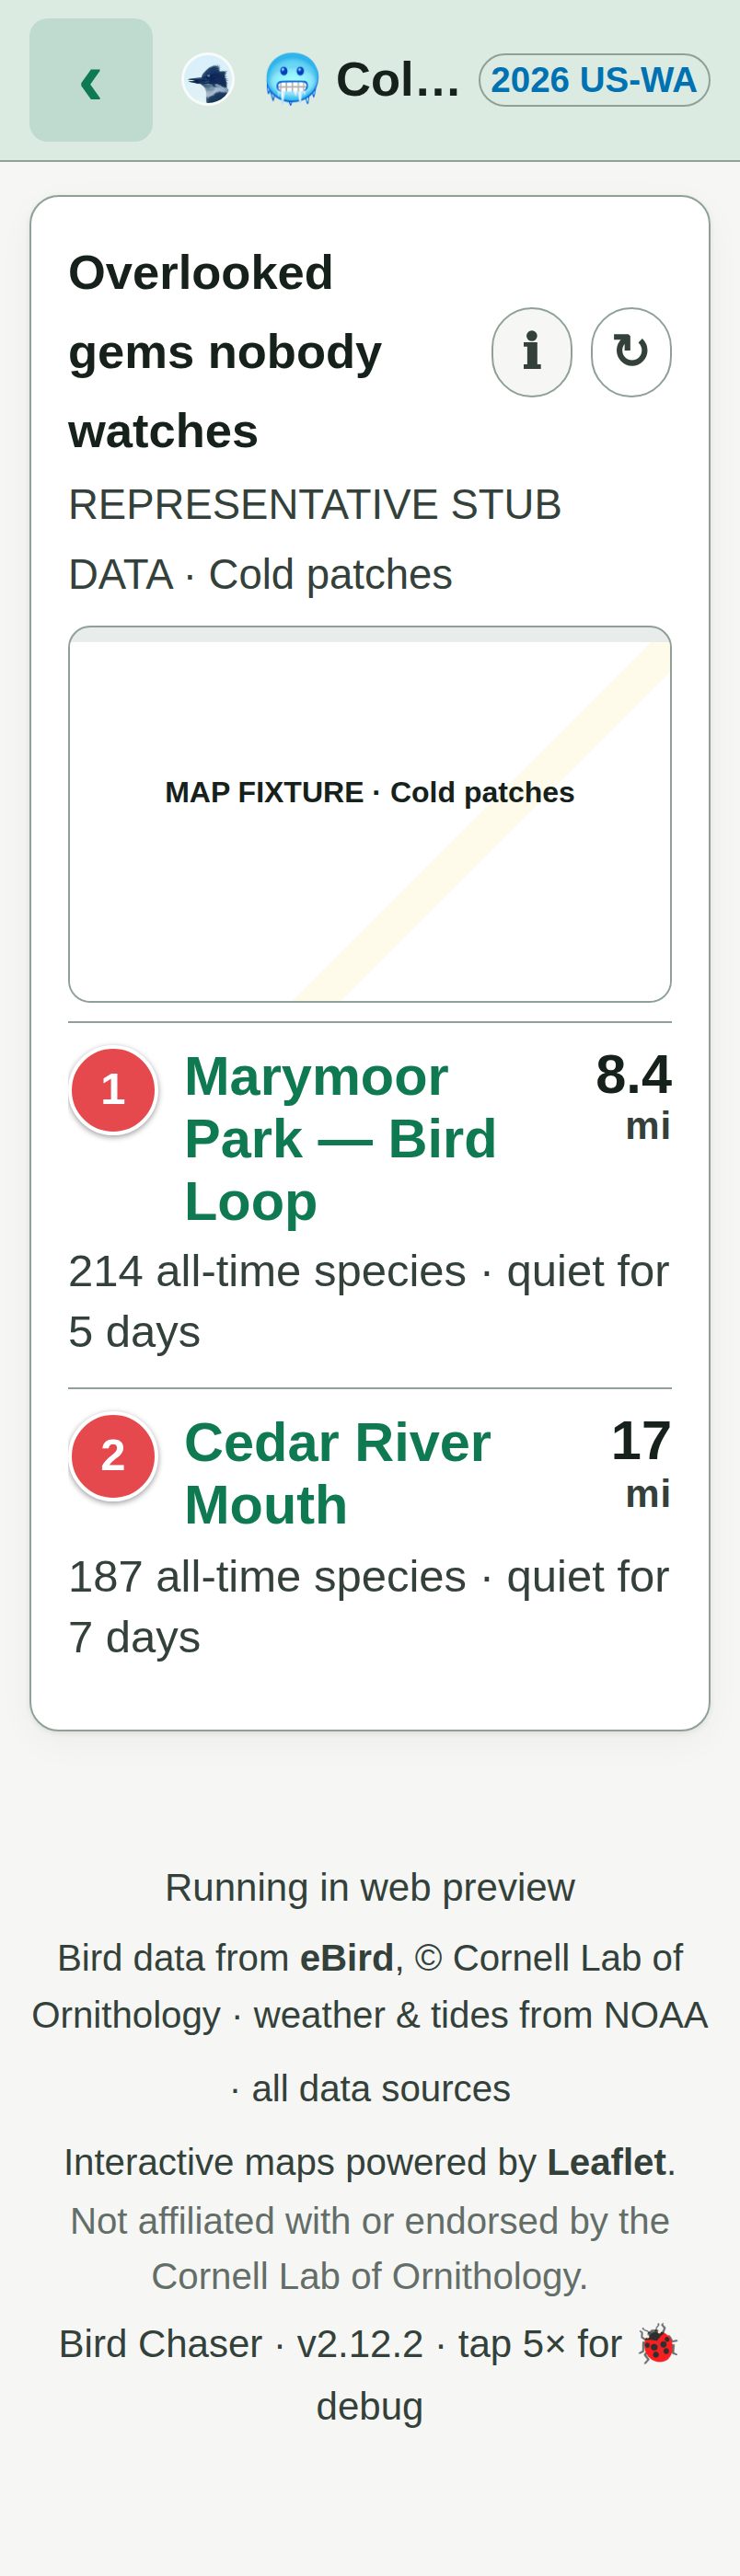 ‹ 🥶 Col… 2026 US-WA
Overlooked
gems nobody
watches
ℹ ↻
REPRESENTATIVE STUB
DATA · Cold patches
MAP FIXTURE · Cold patches
1 Marymoor 8.4
Park — Bird mi
Loop
214 all-time species · quiet for
5 days
2 Cedar River 17
Mouth mi
187 all-time species · quiet for
7 days
Running in web preview
Bird data from eBird, © Cornell Lab of
Ornithology · weather & tides from NOAA
· all data sources
Interactive maps powered by Leaflet.
Not affiliated with or endorsed by the
Cornell Lab of Ornithology.
Bird Chaser · v2.12.2 · tap 5× for 🐞
debug